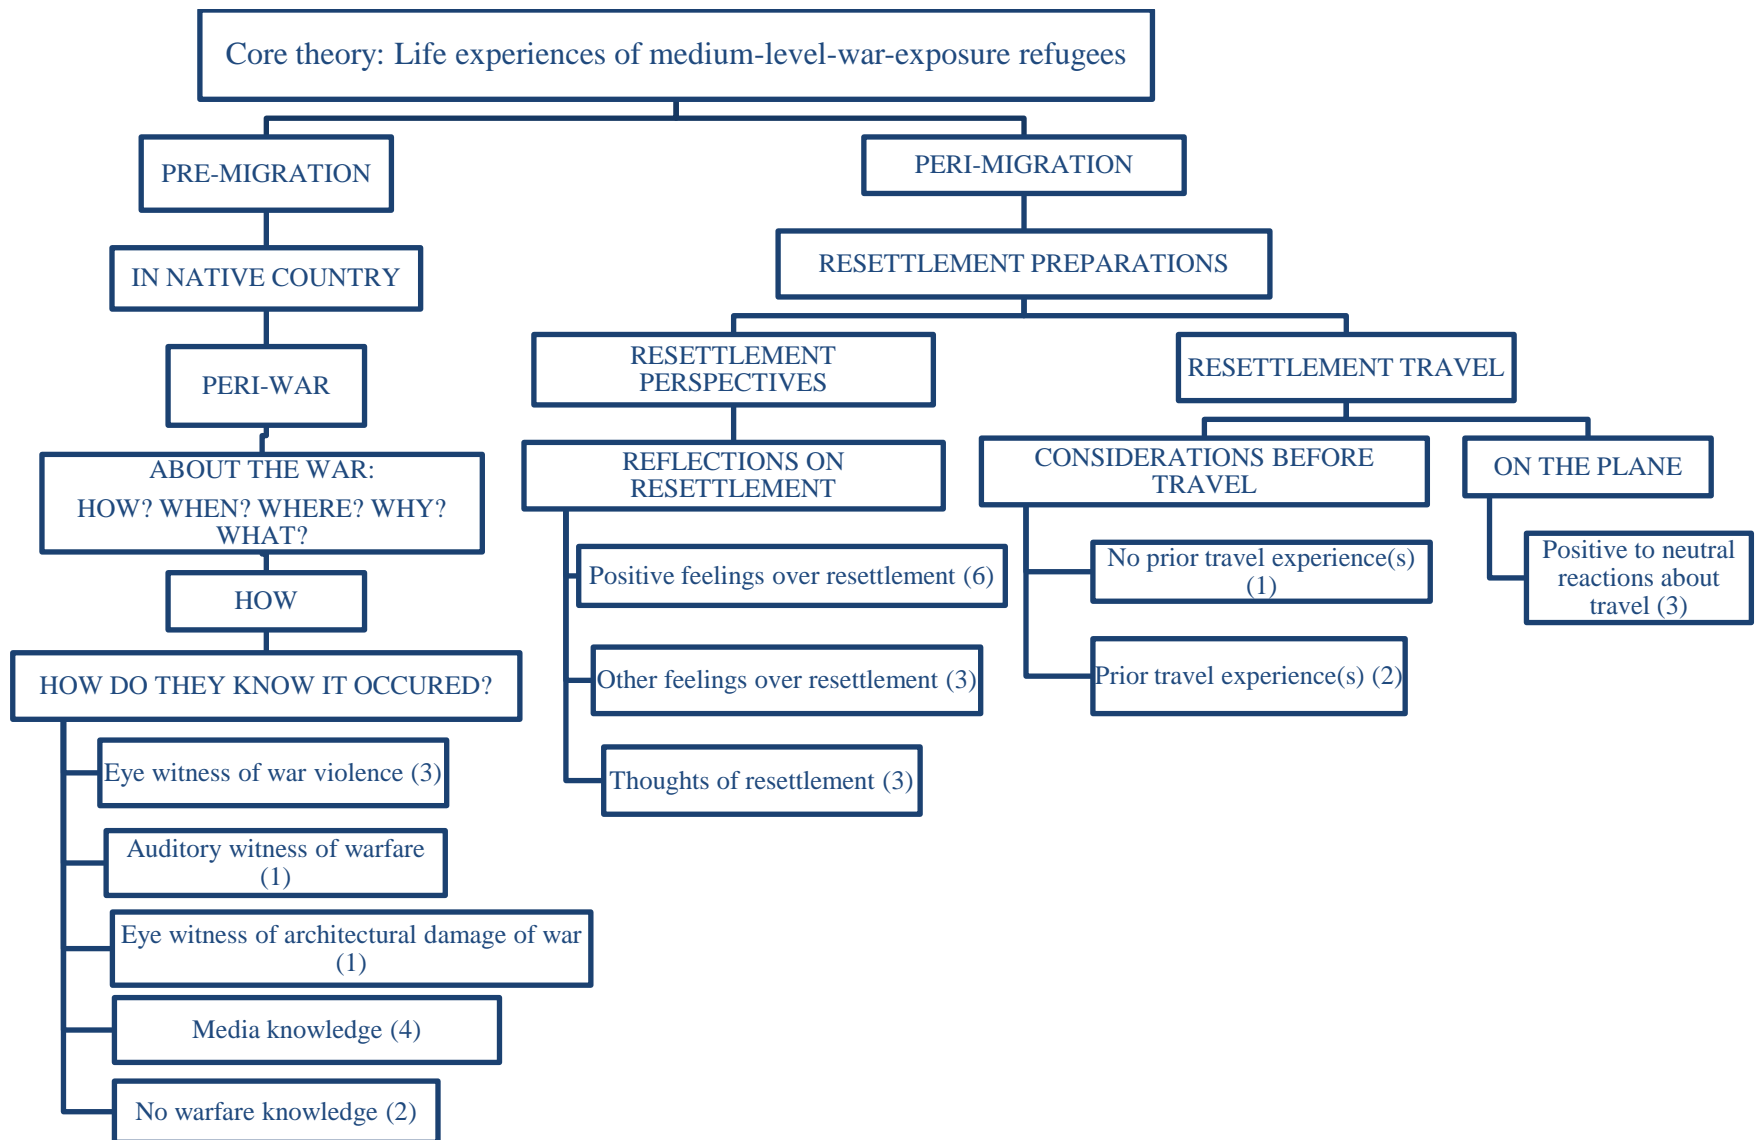 Core theory: Life experiences of medium-level-war-exposure refugees
PRE-MIGRATION
IN NATIVE COUNTRY
PERI-WAR
ABOUT THE WAR:
HOW? WHEN? WHERE? WHY?
WHAT?
HOW
HOW DO THEY KNOW IT OCCURED?
Eye witness of war violence (3)
Auditory witness of warfare
(1)
Eye witness of architectural damage of war
(1)
Media knowledge (4)
No warfare knowledge (2)
PERI-MIGRATION
RESETTLEMENT PREPARATIONS
RESETTLEMENT
PERSPECTIVES
REFLECTIONS ON
RESETTLEMENT
Positive feelings over resettlement (6)
Other feelings over resettlement (3)
Thoughts of resettlement (3)
RESETTLEMENT TRAVEL
CONSIDERATIONS BEFORE
TRAVEL
No prior travel experience(s)
(1)
Prior travel experience(s) (2)
ON THE PLANE
Positive to neutral
reactions about
travel (3)